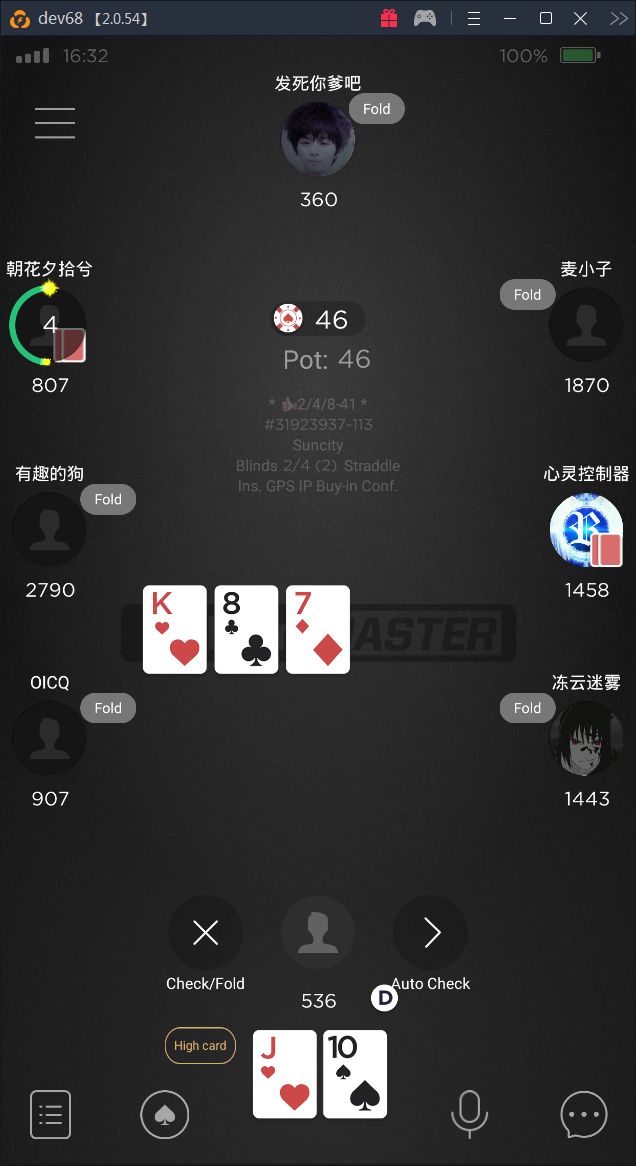 dev68 【2.0.54】
16:32
100%
发死你爹吧
Fold
360
朝花夕拾兮
4
807
麦小子
Fold
1870
46
Pot: 46
* 2/4/8-41 *
#31923937-113
Suncity
Blinds 2/4 (2) Straddle
Ins. GPS IP Buy-in Conf.
有趣的狗
Fold
2790
心灵控制器
R
1458
K
8
7
MASTER
OICQ
Fold
907
冻云迷雾
Fold
1443
Check/Fold
536
D
Auto Check
High card
J
10